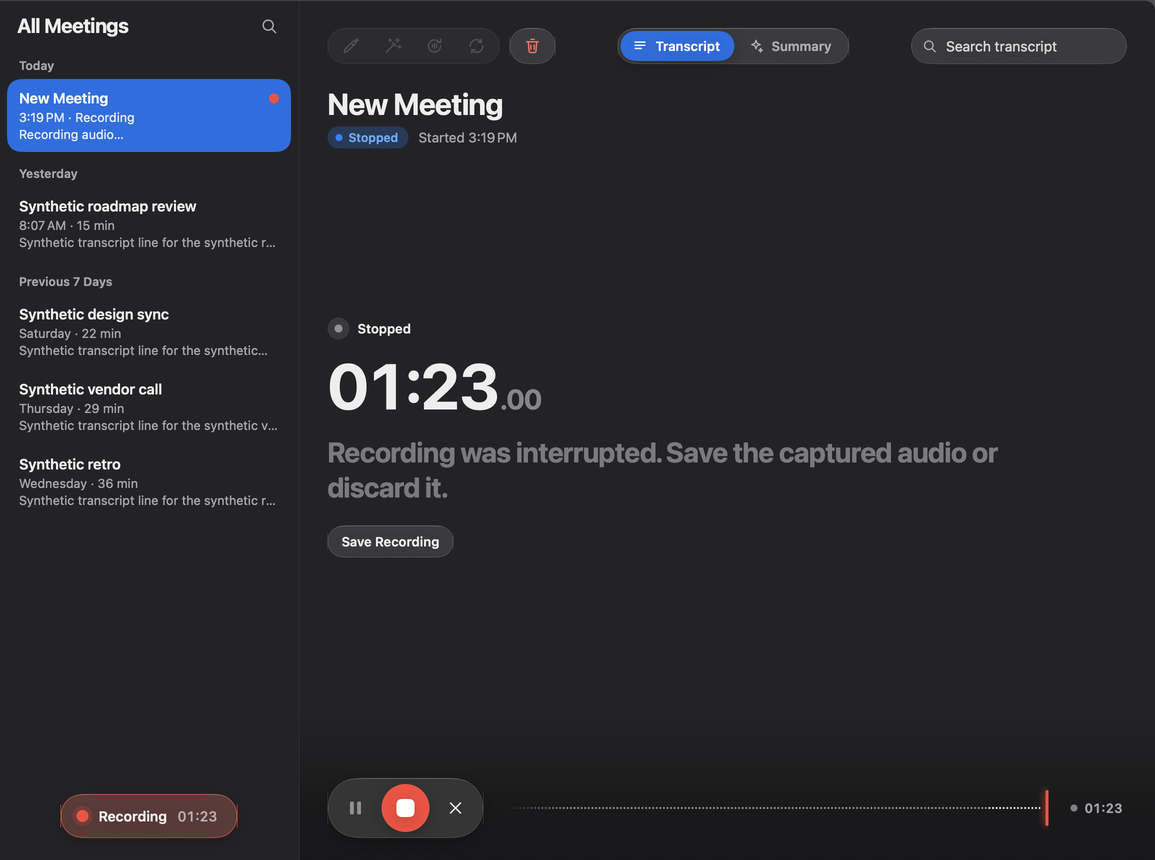 All Meetings
Today
New Meeting
3:19 PM · Recording
Recording audio...
Yesterday
Synthetic roadmap review
8:07 AM · 15 min
Synthetic transcript line for the synthetic r...
Previous 7 Days
Synthetic design sync
Saturday · 22 min
Synthetic transcript line for the synthetic...
Synthetic vendor call
Thursday · 29 min
Synthetic transcript line for the synthetic v...
Synthetic retro
Wednesday · 36 min
Synthetic transcript line for the synthetic r...
Recording 01:23
Transcript
Summary
Search transcript
New Meeting
Stopped
Started 3:19 PM
Stopped
01:23.00
Recording was interrupted. Save the captured audio or
discard it.
Save Recording
01:23